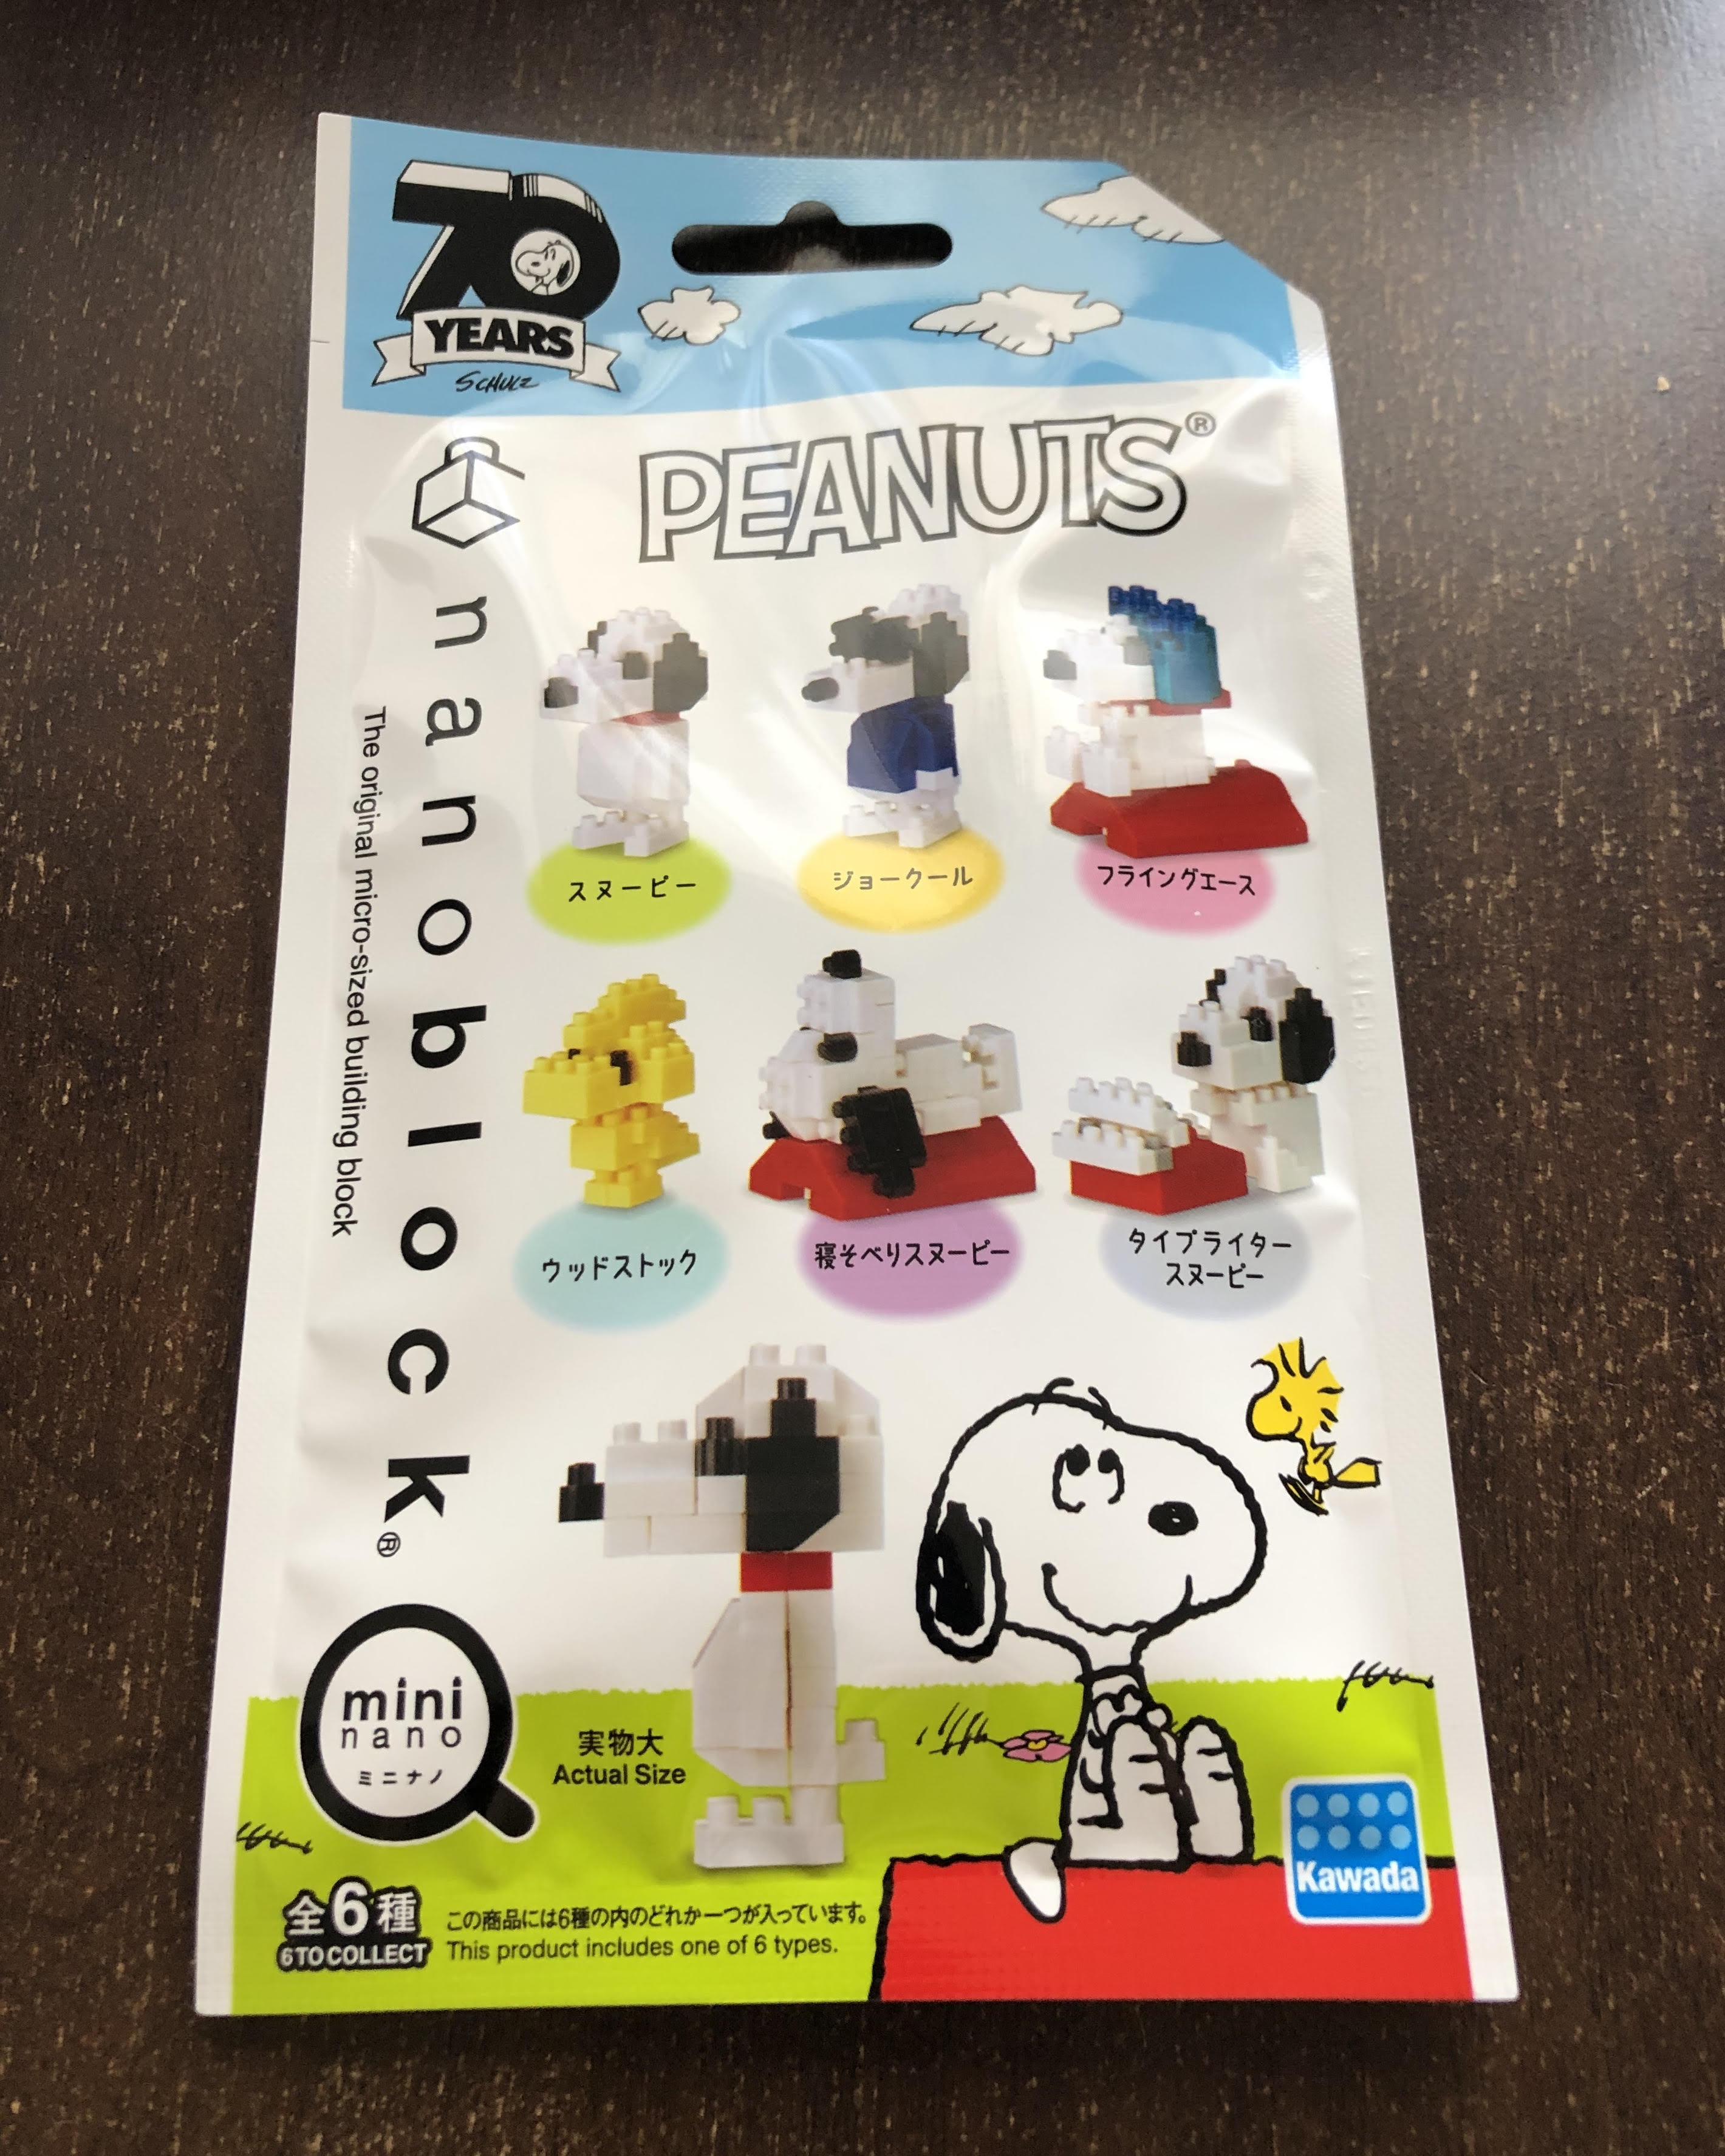 70
YEARS
SCHULZ
PEANUTS®
nanoblock®
The original micro-sized building block
スヌーピー
ジョークール
フライングエース
ウッドストック
寝そべりスヌーピー
タイプライター
スヌーピー
mini
nano
ミニナノ
実物大
Actual Size
Kawada
全6種
6 TO COLLECT
この商品には6種の内のどれか一つが入っています。
This product includes one of 6 types.